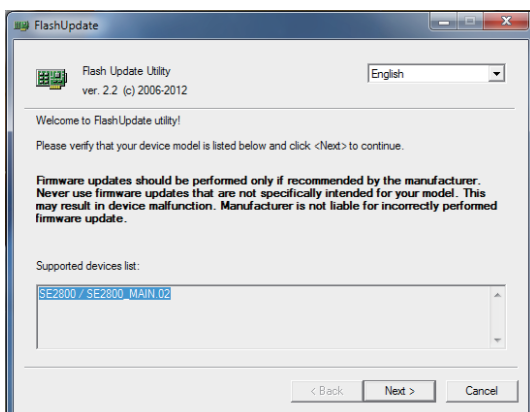 FlashUpdate
Flash Update Utility
English
ver. 2.2 (c) 2006-2012
Welcome to FlashUpdate utility!
Please verify that your device model is listed below and click <Next> to continue.
Firmware updates should be performed only if recommended by the manufacturer.
Never use firmware updates that are not specifically intended for your model. This
may result in device malfunction. Manufacturer is not liable for incorrectly performed
firmware update.
Supported devices list:
SE2800 / SE2800_MAIN.02
< Back
Next >
Cancel